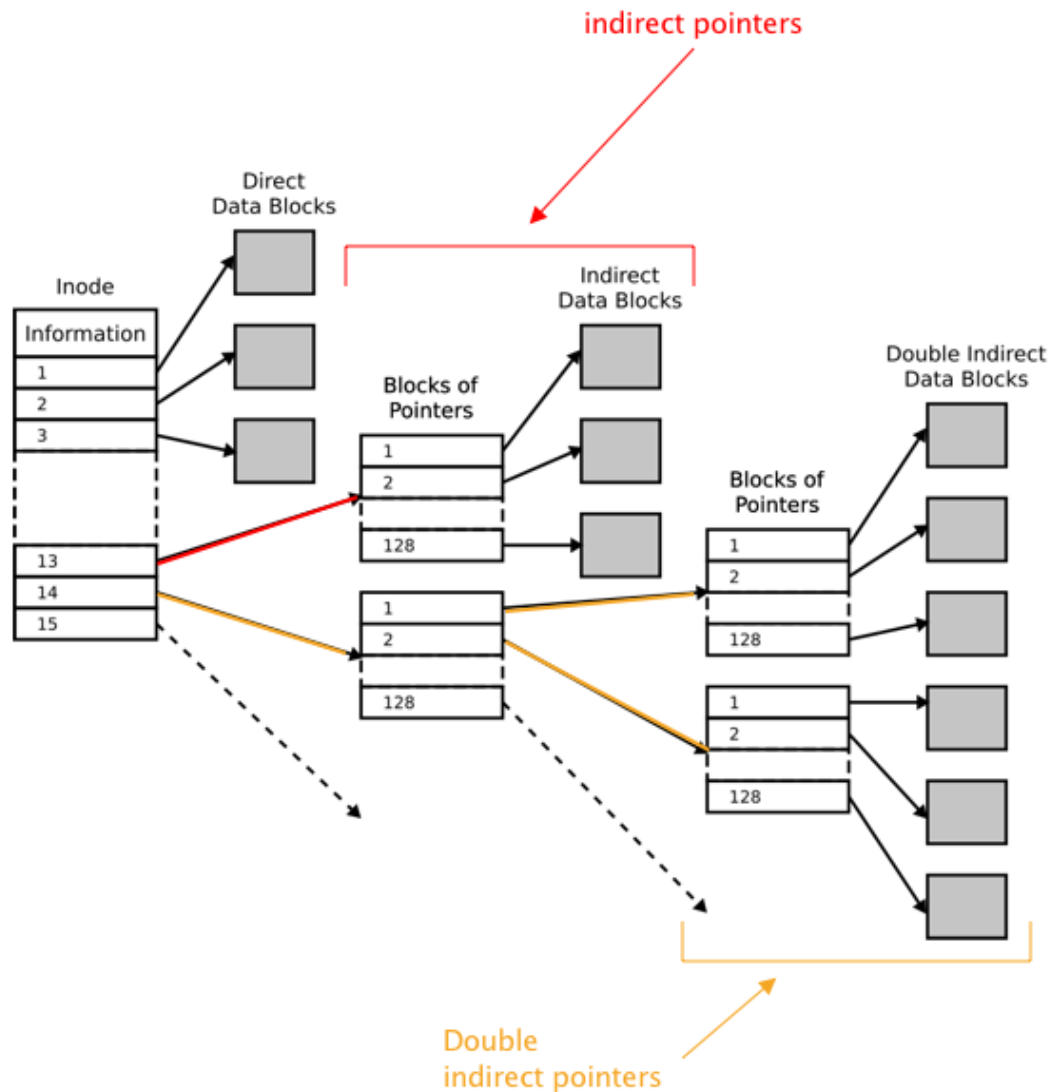 indirect pointers
Direct
Data Blocks
Inode
Information
1
2
3
13
14
15
Indirect
Data Blocks
Blocks of
Pointers
1
2
128
1
2
128
Double Indirect
Data Blocks
Blocks of
Pointers
1
2
128
1
2
128
Double
indirect pointers